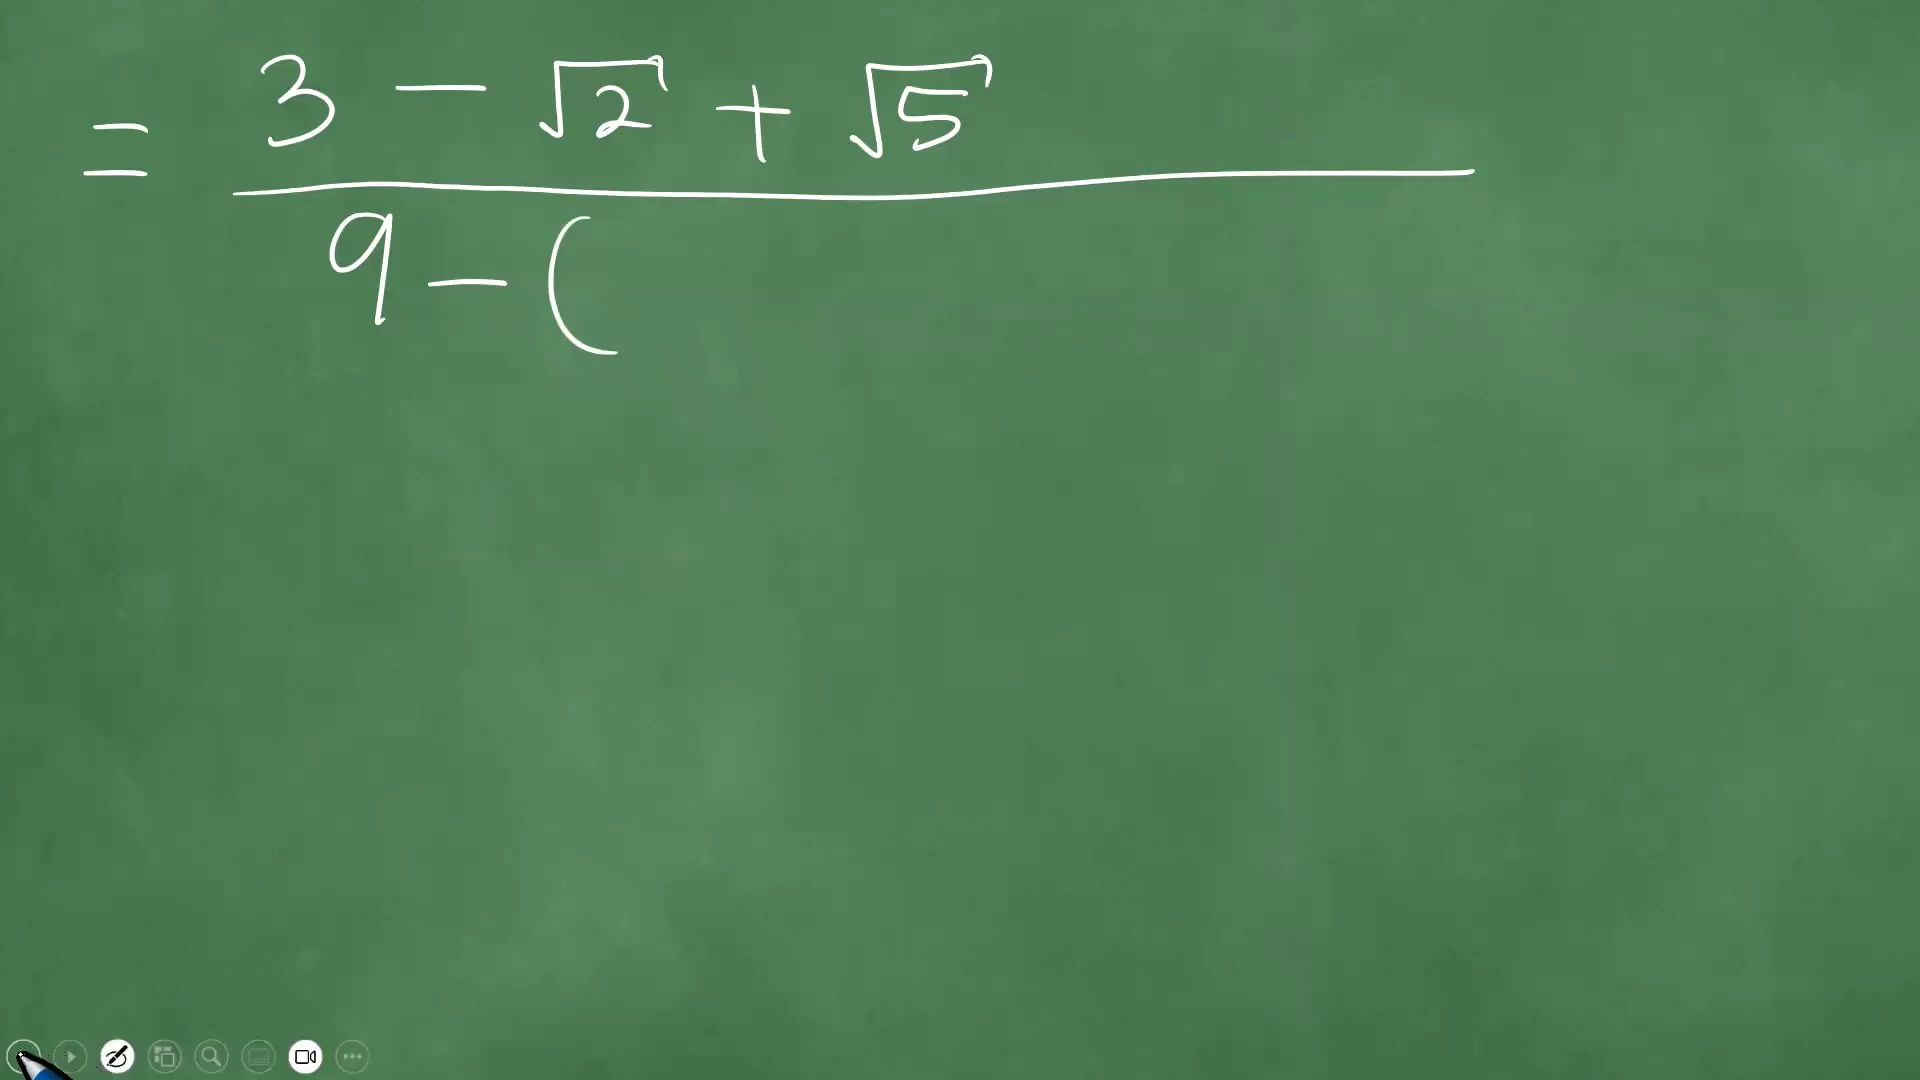 = 3 - √2 + √5
9 - (